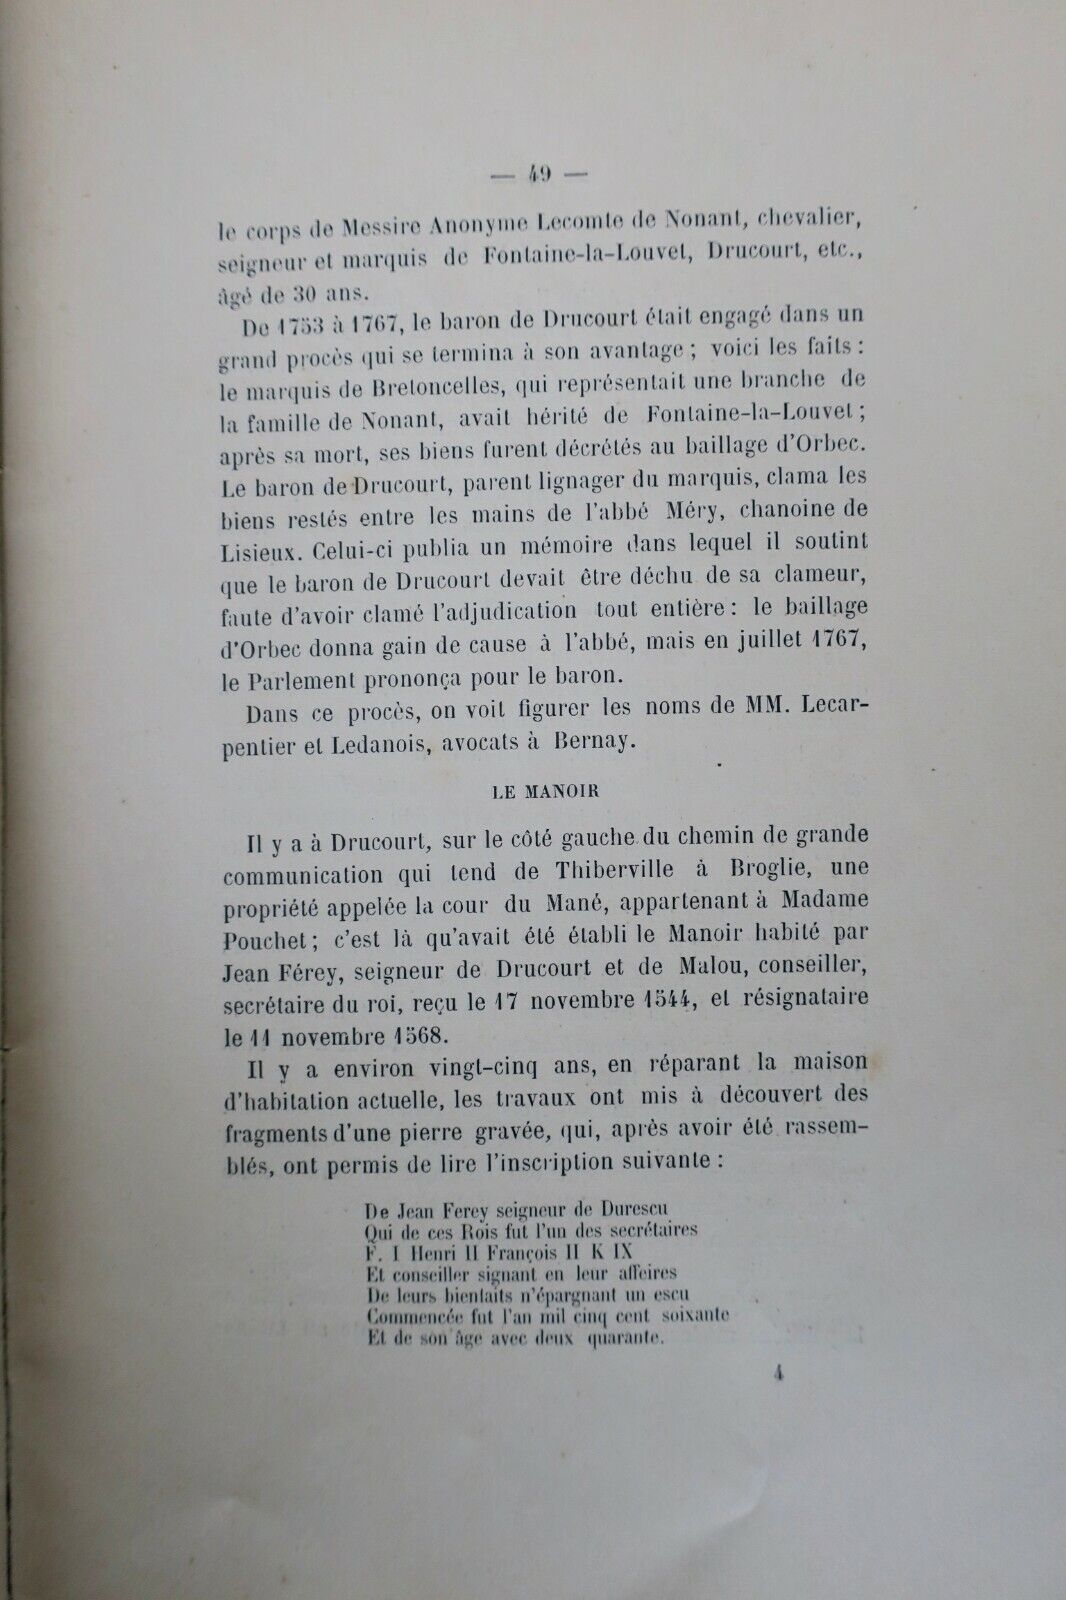 — 49 —
le corps de Messire Anonyme Lecomte de Nonant, chevalier,
seigneur et marquis de Fontaine-la-Louvet, Drucourt, etc.,
âgé de 30 ans.
De 1753 à 1767, le baron de Drucourt était engagé dans un
grand procès qui se termina à son avantage ; voici les faits :
le marquis de Bretoncelles, qui représentait une branche de
la famille de Nonant, avait hérité de Fontaine-la-Louvet ;
après sa mort, ses biens furent décrétés au baillage d'Orbec.
Le baron de Drucourt, parent lignager du marquis, clama les
biens restés entre les mains de l'abbé Méry, chanoine de
Lisieux. Celui-ci publia un mémoire dans lequel il soutint
que le baron de Drucourt devait être déchu de sa clameur,
faute d'avoir clamé l'adjudication tout entière : le baillage
d'Orbec donna gain de cause à l'abbé, mais en juillet 1767,
le Parlement prononça pour le baron.
Dans ce procès, on voit figurer les noms de MM. Lecar-
pentier et Ledanois, avocats à Bernay.
LE MANOIR
Il y a à Drucourt, sur le côté gauche du chemin de grande
communication qui tend de Thiberville à Broglie, une
propriété appelée la cour du Mané, appartenant à Madame
Pouchet ; c'est là qu'avait été établi le Manoir habité par
Jean Férey, seigneur de Drucourt et de Malou, conseiller,
secrétaire du roi, reçu le 17 novembre 1544, et résignataire
le 11 novembre 1568.
Il y a environ vingt-cinq ans, en réparant la maison
d'habitation actuelle, les travaux ont mis à découvert des
fragments d'une pierre gravée, qui, après avoir été rassem-
blés, ont permis de lire l'inscription suivante :
De Jean Ferey seigneur de Durescu
Qui de ces Rois fut l'un des secrétaires
F. I Henri II François II K IX
Et conseiller signant en leur affeires
De leurs bienfaits n'épargnant un escu
Commencée fut l'an mil cinq cent soixante
Et de son âge avec deux quarante.
4